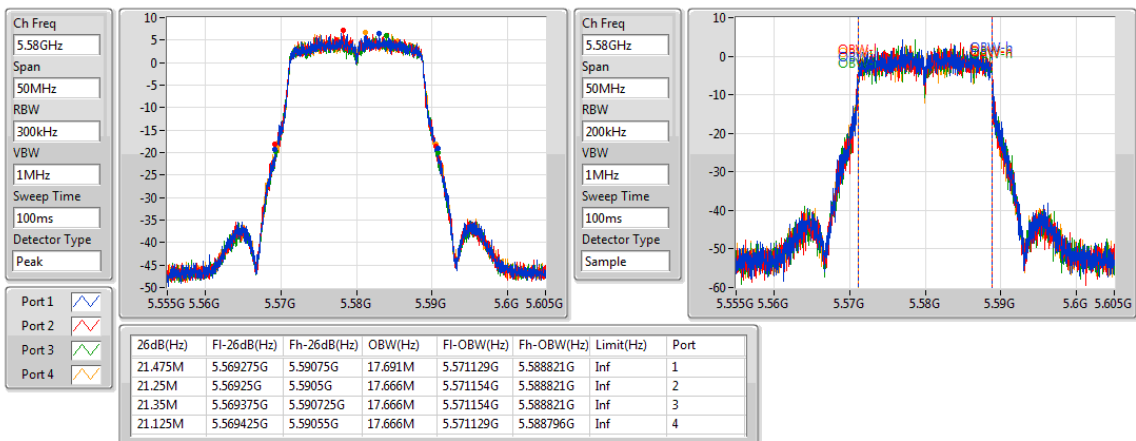 Ch Freq
5.58GHz
Span
50MHz
RBW
300kHz
VBW
1MHz
Sweep Time
100ms
Detector Type
Peak
10
5
0
-5
-10
-15
-20
-25
-30
-35
-40
-45
-50
5.555G 5.56G 5.57G 5.58G 5.59G 5.6G 5.605G
Ch Freq
5.58GHz
Span
50MHz
RBW
200kHz
VBW
1MHz
Sweep Time
100ms
Detector Type
Sample
10
0
-10
-20
-30
-40
-50
-60
OBW-h
5.555G 5.56G 5.57G 5.58G 5.59G 5.6G 5.605G
Port 1
Port 2
Port 3
Port 4
26dB(Hz) Fl-26dB(Hz) Fh-26dB(Hz) OBW(Hz) Fl-OBW(Hz) Fh-OBW(Hz) Limit(Hz) Port
21.475M 5.569275G 5.59075G 17.691M 5.571129G 5.588821G Inf 1
21.25M 5.56925G 5.5905G 17.666M 5.571154G 5.588821G Inf 2
21.35M 5.569375G 5.590725G 17.666M 5.571154G 5.588821G Inf 3
21.125M 5.569425G 5.59055G 17.666M 5.571129G 5.588796G Inf 4